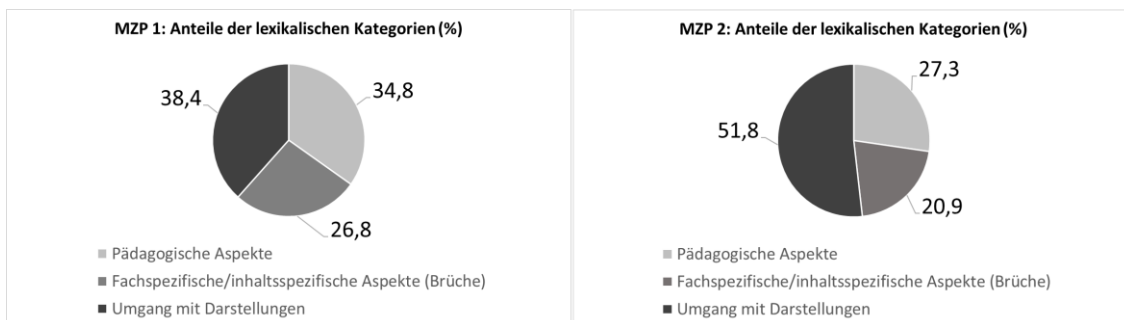 MZP 1: Anteile der lexikalischen Kategorien (%)
38,4
34,8
26,8
Pädagogische Aspekte
Fachspezifische/inhaltsspezifische Aspekte (Brüche)
Umgang mit Darstellungen
MZP 2: Anteile der lexikalischen Kategorien (%)
27,3
51,8
20,9
Pädagogische Aspekte
Fachspezifische/inhaltsspezifische Aspekte (Brüche)
Umgang mit Darstellungen